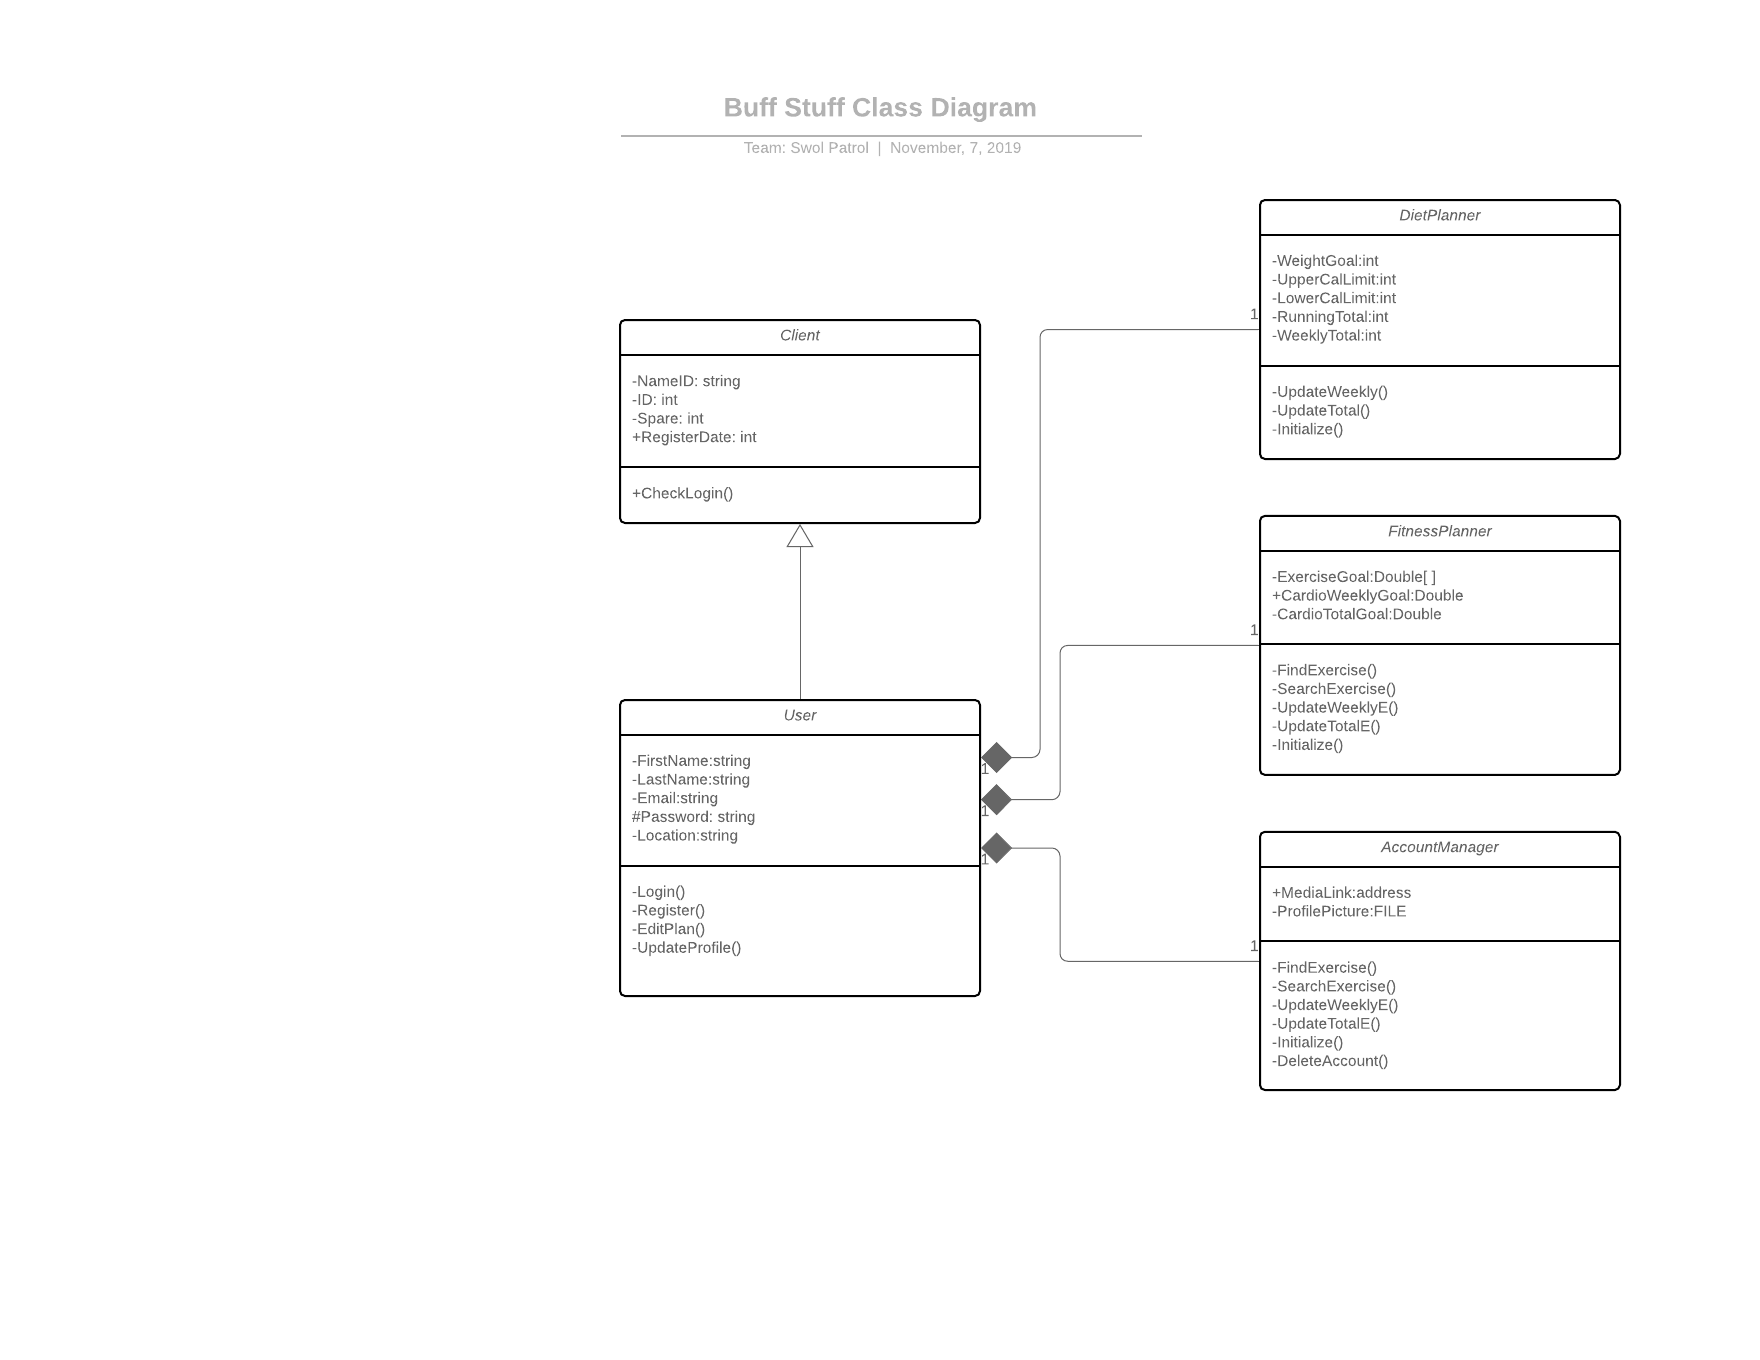 Buff Stuff Class Diagram
Team: Swol Patrol | November, 7, 2019
Client
-NameID: string
-ID: int
-Spare: int
+RegisterDate: int
+CheckLogin()
User
-FirstName:string
-LastName:string
-Email:string
#Password: string
-Location:string
-Login()
-Register()
-EditPlan()
-UpdateProfile()
1
1
1
1
DietPlanner
-WeightGoal:int
-UpperCalLimit:int
-LowerCalLimit:int
-RunningTotal:int
-WeeklyTotal:int
-UpdateWeekly()
-UpdateTotal()
-Initialize()
1
FitnessPlanner
-ExerciseGoal:Double[ ]
+CardioWeeklyGoal:Double
-CardioTotalGoal:Double
-FindExercise()
-SearchExercise()
-UpdateWeeklyE()
-UpdateTotalE()
-Initialize()
1
AccountManager
+MediaLink:address
-ProfilePicture:FILE
-FindExercise()
-SearchExercise()
-UpdateWeeklyE()
-UpdateTotalE()
-Initialize()
-DeleteAccount()